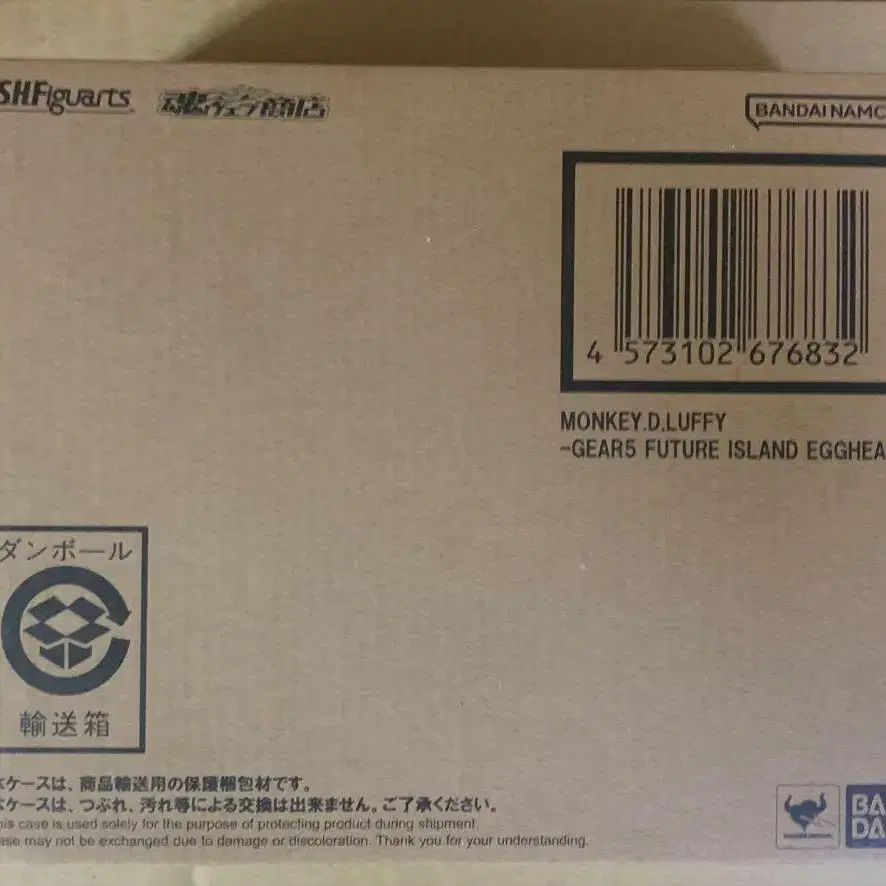 S.H.Figuarts
魂ウェブ商店
BANDAI NAMC
4 573102 676832
MONKEY.D.LUFFY
-GEAR5 FUTURE ISLAND EGGHEA
ダンボール
輸送箱
本ケースは、商品輸送用の保護梱包材です。
本ケースは、つぶれ、汚れ等による交換は出来ません。ご了承ください。
his case is used solely for the purpose of protecting product during shipment.
ase may not be exchanged due to damage or discoloration. Thank you for your understanding.
BA
DA